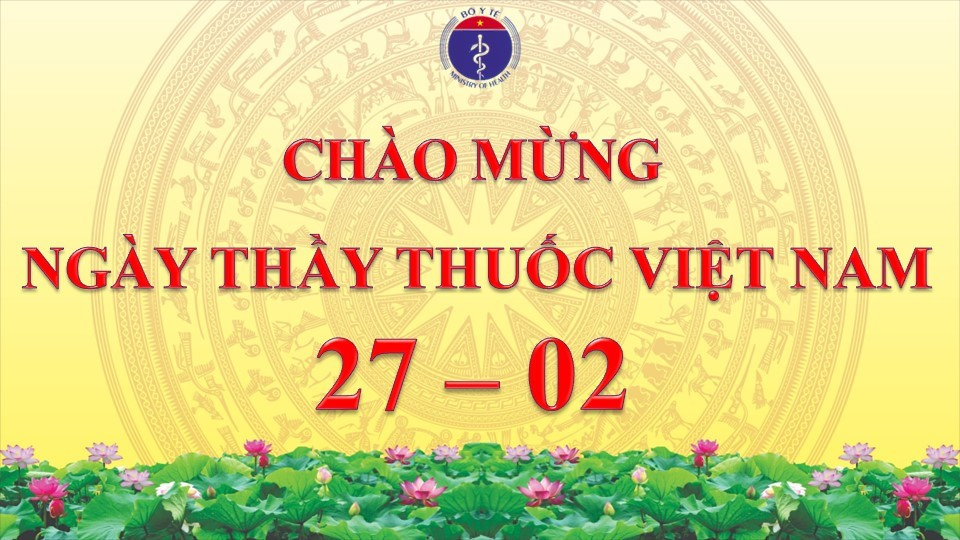 BỘ Y TẾ
MINISTRY OF HEALTH
CHÀO MỪNG
NGÀY THẦY THUỐC VIỆT NAM
27 – 02